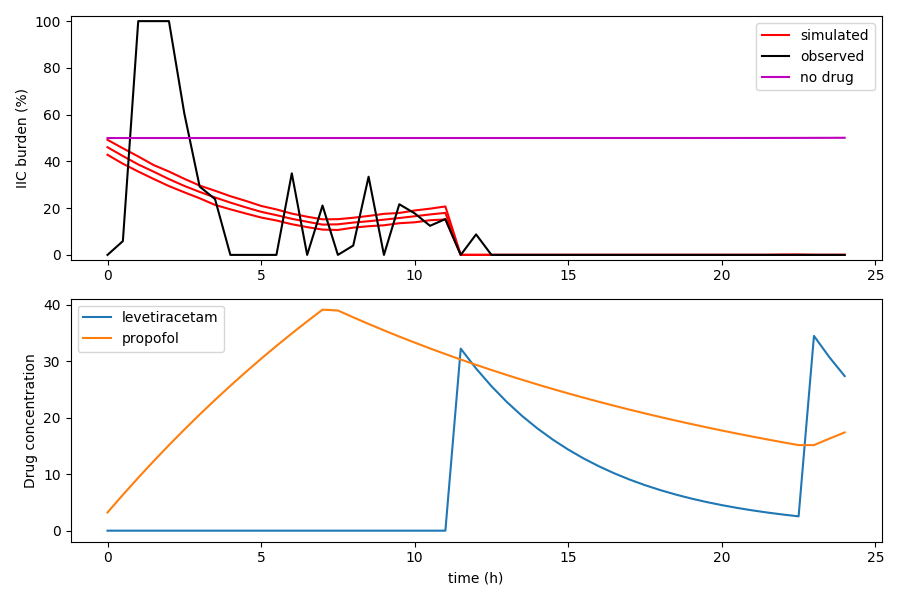 100
80
60
40
20
0
IIC burden (%)
simulated
observed
no drug
0 5 10 15 20 25
40
30
20
10
0
Drug concentration
levetiracetam
propofol
0 5 10 15 20 25
time (h)